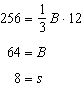 256 = 1/3 B · 12
64 = B
8 = s